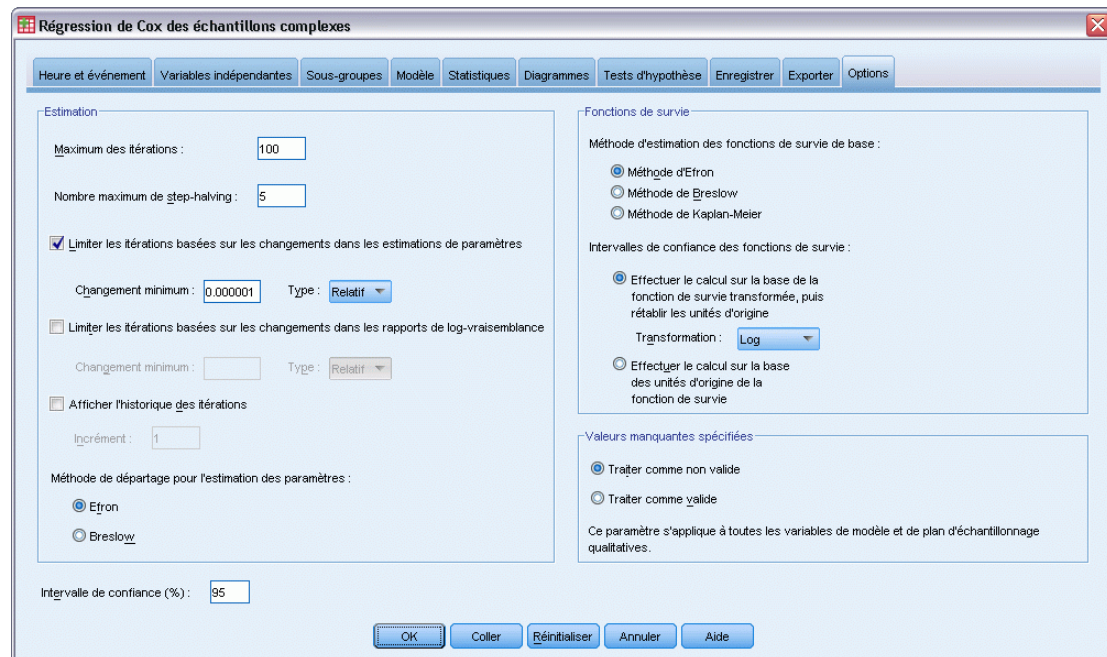 Régression de Cox des échantillons complexes
Heure et événement
Variables indépendantes
Sous-groupes
Modèle
Statistiques
Diagrammes
Tests d'hypothèse
Enregistrer
Exporter
Options
Estimation
Maximum des itérations :
100
Nombre maximum de step-halving :
5
Limiter les itérations basées sur les changements dans les estimations de paramètres
Changement minimum :
0.000001
Type :
Relatif
Limiter les itérations basées sur les changements dans les rapports de log-vraisemblance
Changement minimum :
Type :
Relatif
Afficher l'historique des itérations
Incrément :
1
Méthode de départage pour l'estimation des paramètres :
Efron
Breslow
Intervalle de confiance (%) :
95
Fonctions de survie
Méthode d'estimation des fonctions de survie de base :
Méthode d'Efron
Méthode de Breslow
Méthode de Kaplan-Meier
Intervalles de confiance des fonctions de survie :
Effectuer le calcul sur la base de la
fonction de survie transformée, puis
rétablir les unités d'origine
Transformation :
Log
Effectuer le calcul sur la base
des unités d'origine de la
fonction de survie
Valeurs manquantes spécifiées
Traiter comme non valide
Traiter comme valide
Ce paramètre s'applique à toutes les variables de modèle et de plan d'échantillonnage
qualitatives.
OK
Coller
Réinitialiser
Annuler
Aide